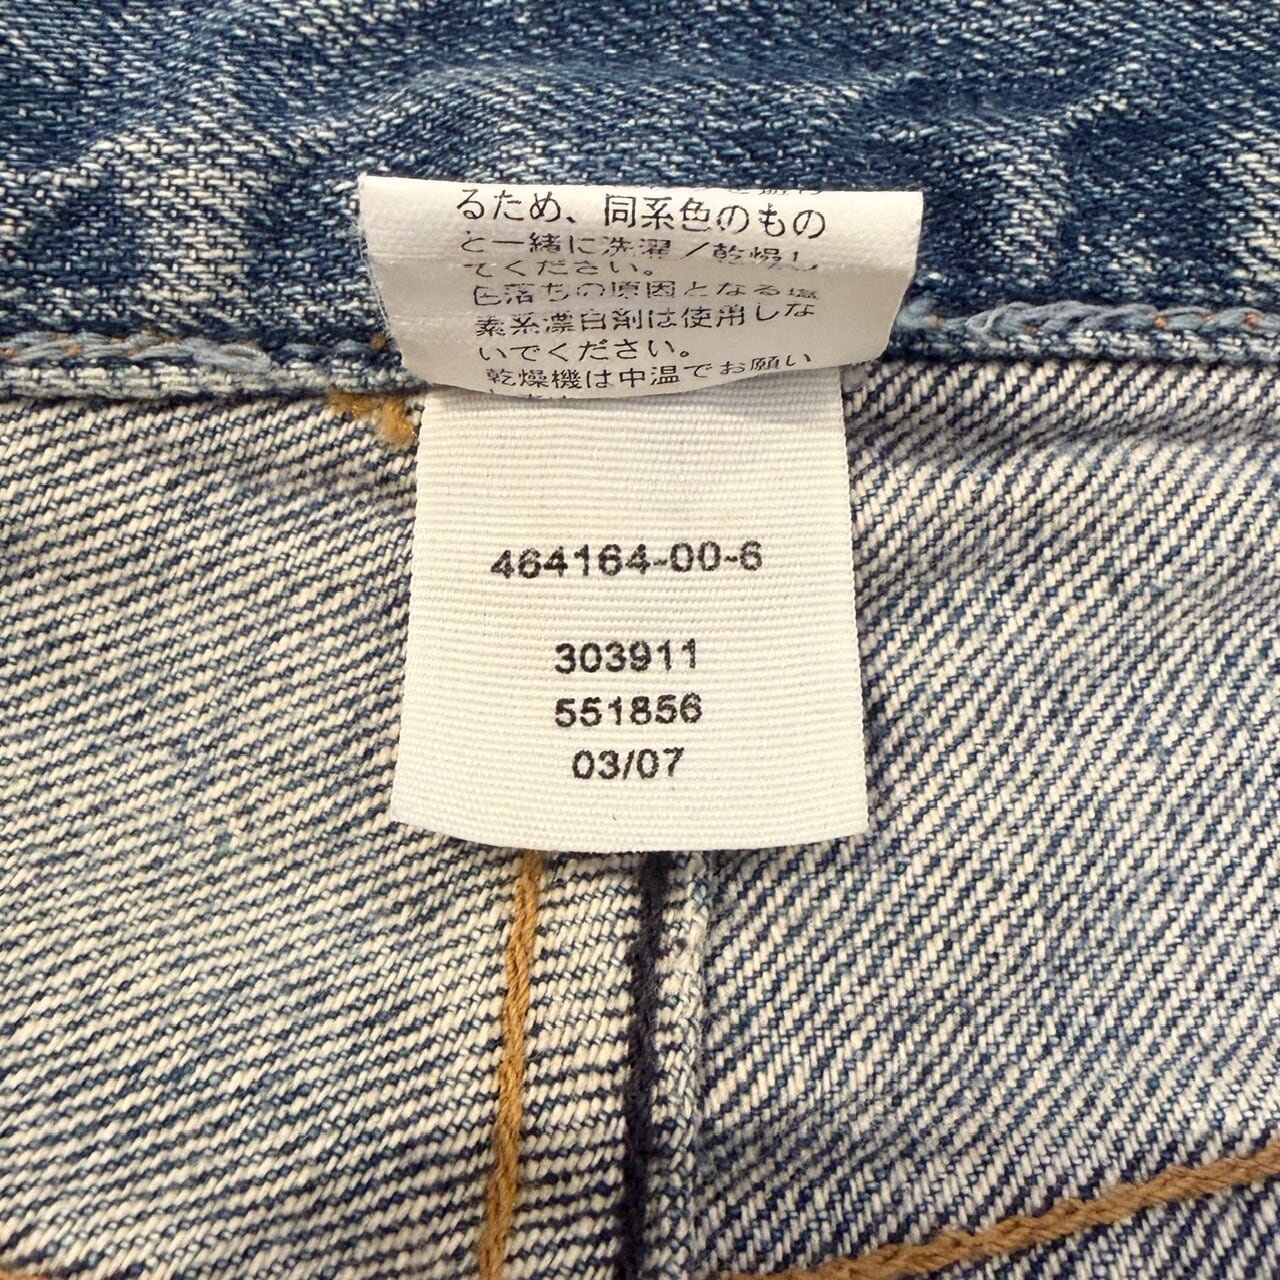 るため、同系色のもの
と一緒に洗濯/乾燥し
てください。
色落ちの原因となる塩
素系漂白剤は使用しな
いでください。
乾燥機は中温でお願い
464164-00-6
303911
551856
03/07